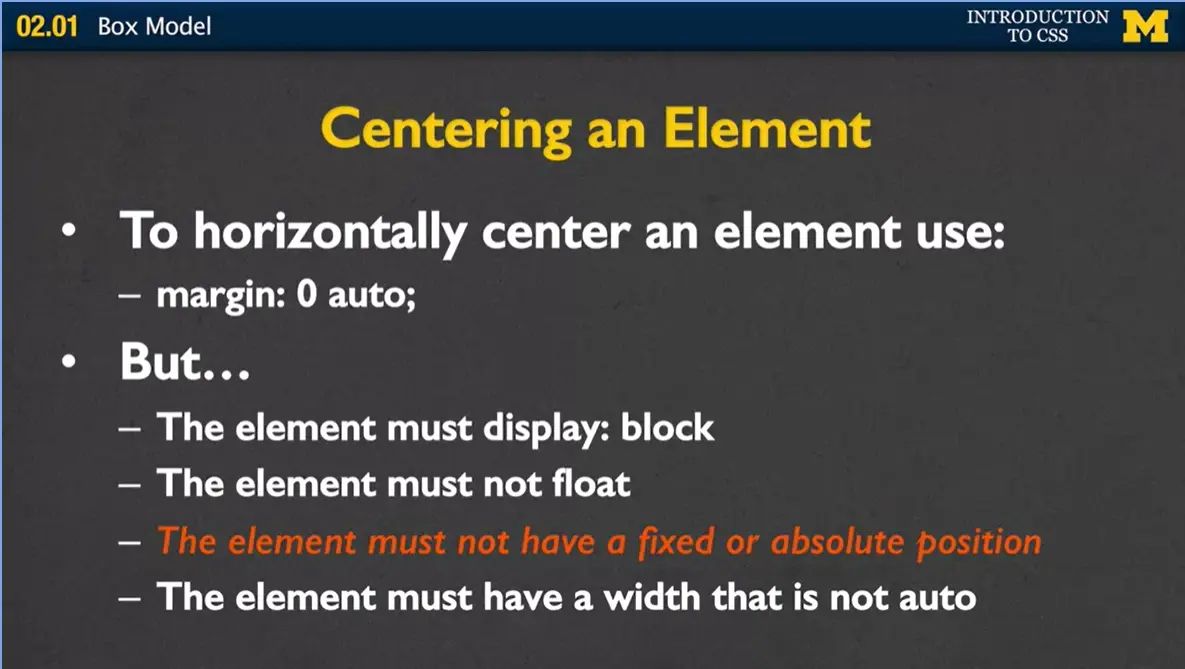 02.01 Box Model
INTRODUCTION
TO CSS
M
Centering an Element
• To horizontally center an element use:
– margin: 0 auto;
• But…
– The element must display: block
– The element must not float
– The element must not have a fixed or absolute position
– The element must have a width that is not auto